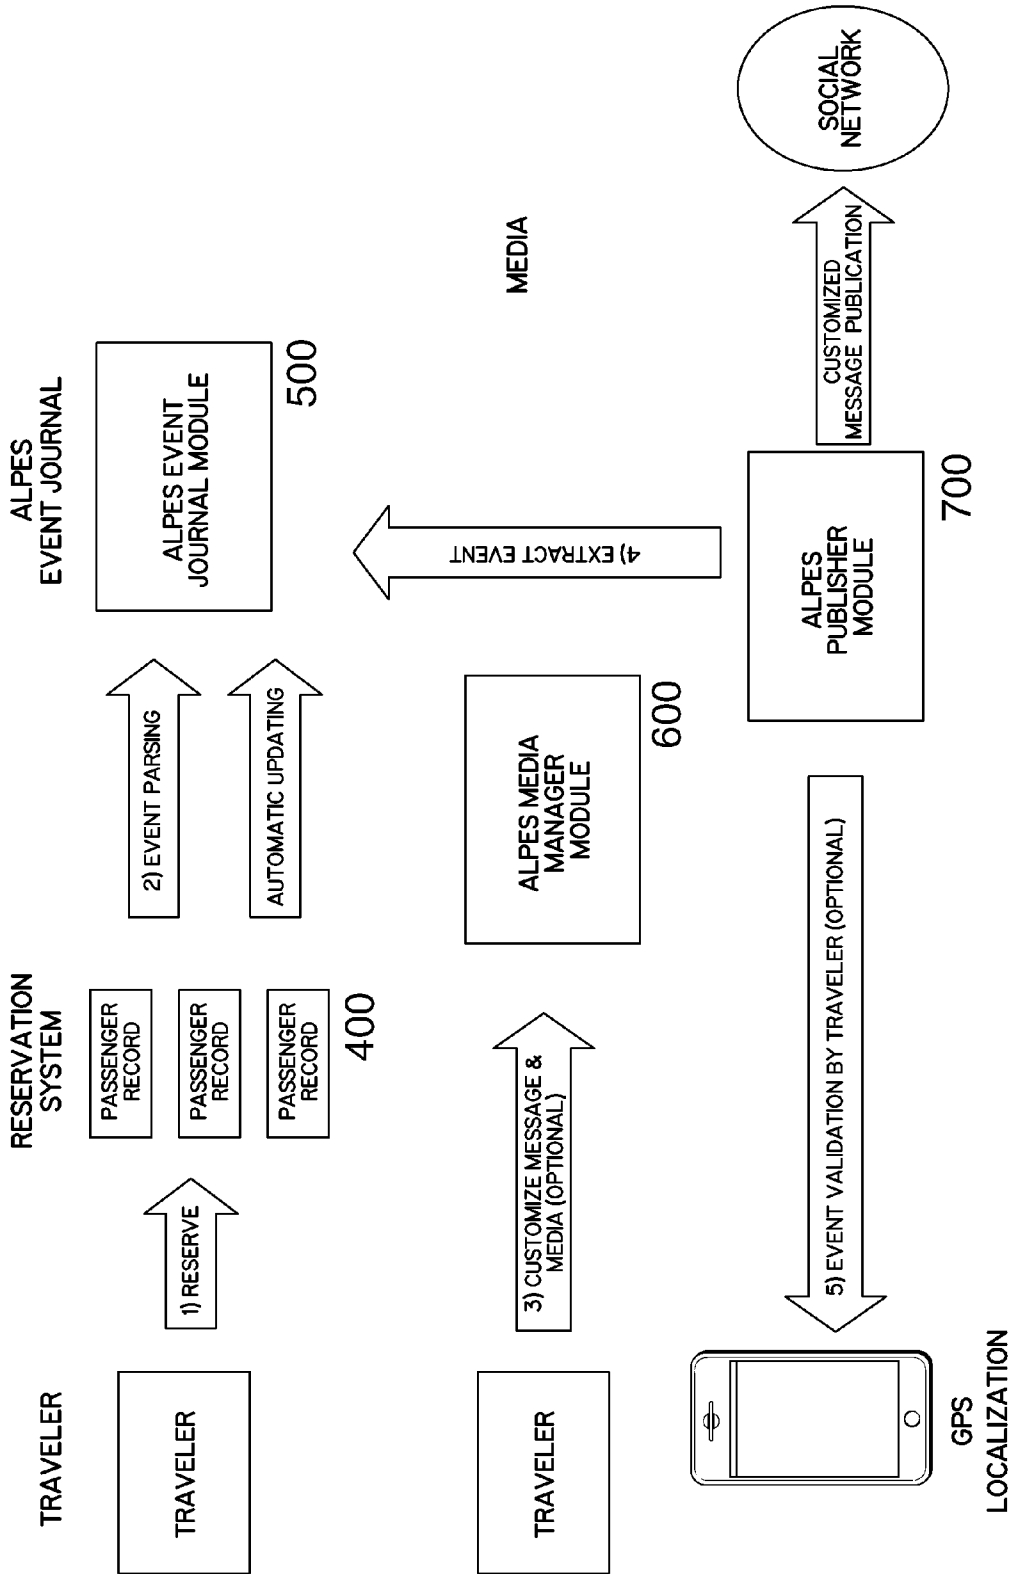 TRAVELER
RESERVATION
SYSTEM
ALPES
EVENT JOURNAL
TRAVELER
1) RESERVE
PASSENGER
RECORD
PASSENGER
RECORD
PASSENGER
RECORD
400
2) EVENT PARSING
AUTOMATIC UPDATING
ALPES EVENT
JOURNAL MODULE
500
TRAVELER
3) CUSTOMIZE MESSAGE &
MEDIA (OPTIONAL)
ALPES MEDIA
MANAGER
MODULE
600
4) EXTRACT EVENT
MEDIA
GPS
LOCALIZATION
5) EVENT VALIDATION BY TRAVELER (OPTIONAL)
ALPES
PUBLISHER
MODULE
700
CUSTOMIZED
MESSAGE PUBLICATION
SOCIAL
NETWORK